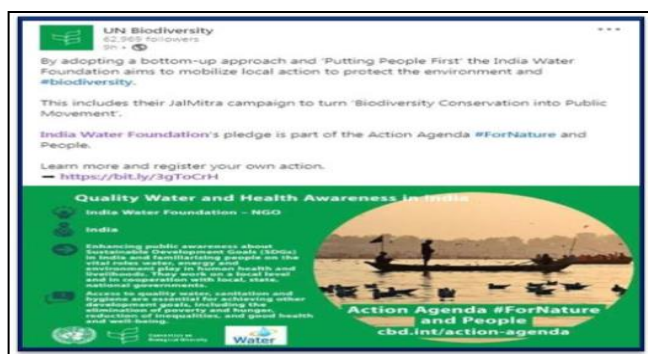 UN Biodiversity
62,969 followers
9h •
By adopting a bottom-up approach and 'Putting People First' the India Water
Foundation aims to mobilize local action to protect the environment and
#biodiversity.
This includes their JalMitra campaign to turn 'Biodiversity Conservation into Public
Movement'.
India Water Foundation's pledge is part of the Action Agenda #ForNature and
People.
Learn more and register your own action.
— https://bit.ly/3gToCrH
Quality Water and Health Awareness in India
India Water Foundation – NGO
India
Enhancing public awareness about
Sustainable Development Goals (SDGs)
in India and familiarizing people on the
vital roles water, energy and
environment play in human health and
livelihoods. They work on a local level
and in cooperation with local, state,
national governments.
Access to quality water, sanitation and
hygiene are essential for achieving other
development goals, including the
elimination of poverty and hunger,
reduction of inequalities, and good health
and well-being.
Action Agenda #ForNature
and People
cbd.int/action-agenda
Convention on
Biological Diversity
Water